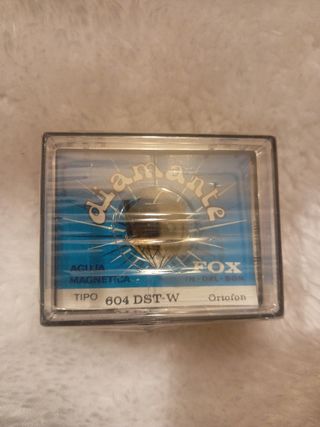 diamante
AGUJA FOX
MAGNETICA
TIPO 604 DST-W Ortofon